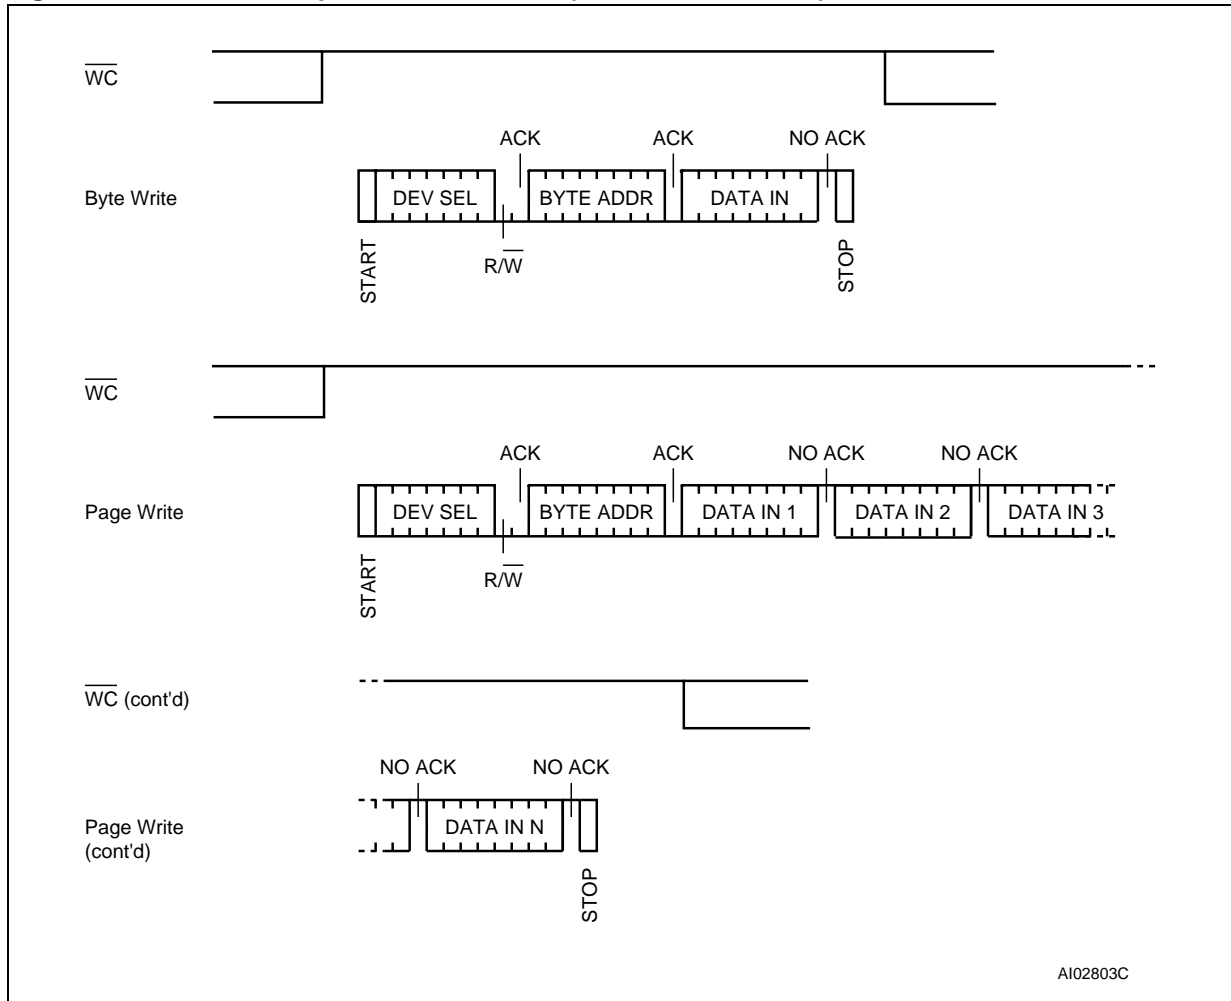 WC
ACK ACK NO ACK
Byte Write DEV SEL BYTE ADDR DATA IN
START R/W STOP
WC
ACK ACK NO ACK NO ACK
Page Write DEV SEL BYTE ADDR DATA IN 1 DATA IN 2 DATA IN 3
START R/W
WC (cont'd)
NO ACK NO ACK
Page Write
(cont'd)
DATA IN N
STOP
AI02803C